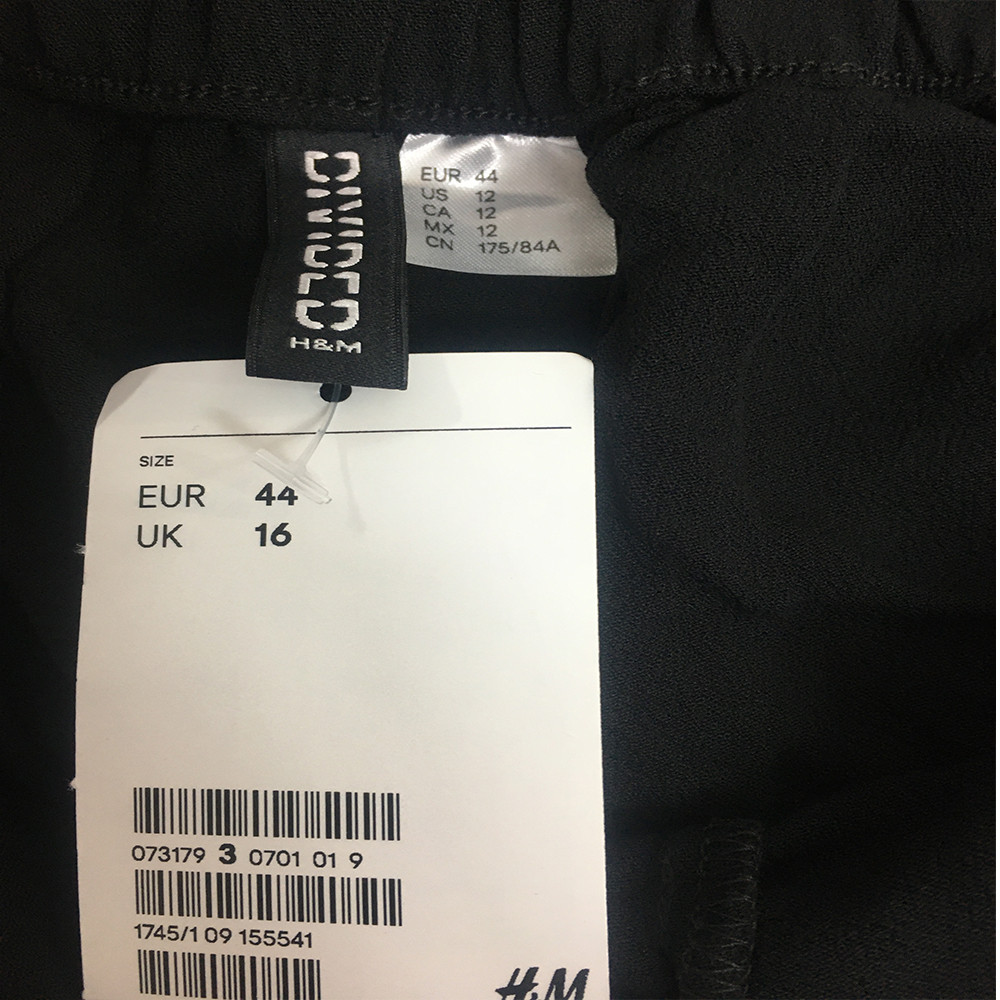 DIVIDED
H&M
EUR 44
US 12
CA 12
MX 12
CN 175/84A
SIZE
EUR 44
UK 16
073179 3 0701 01 9
1745/1 09 155541
H&M